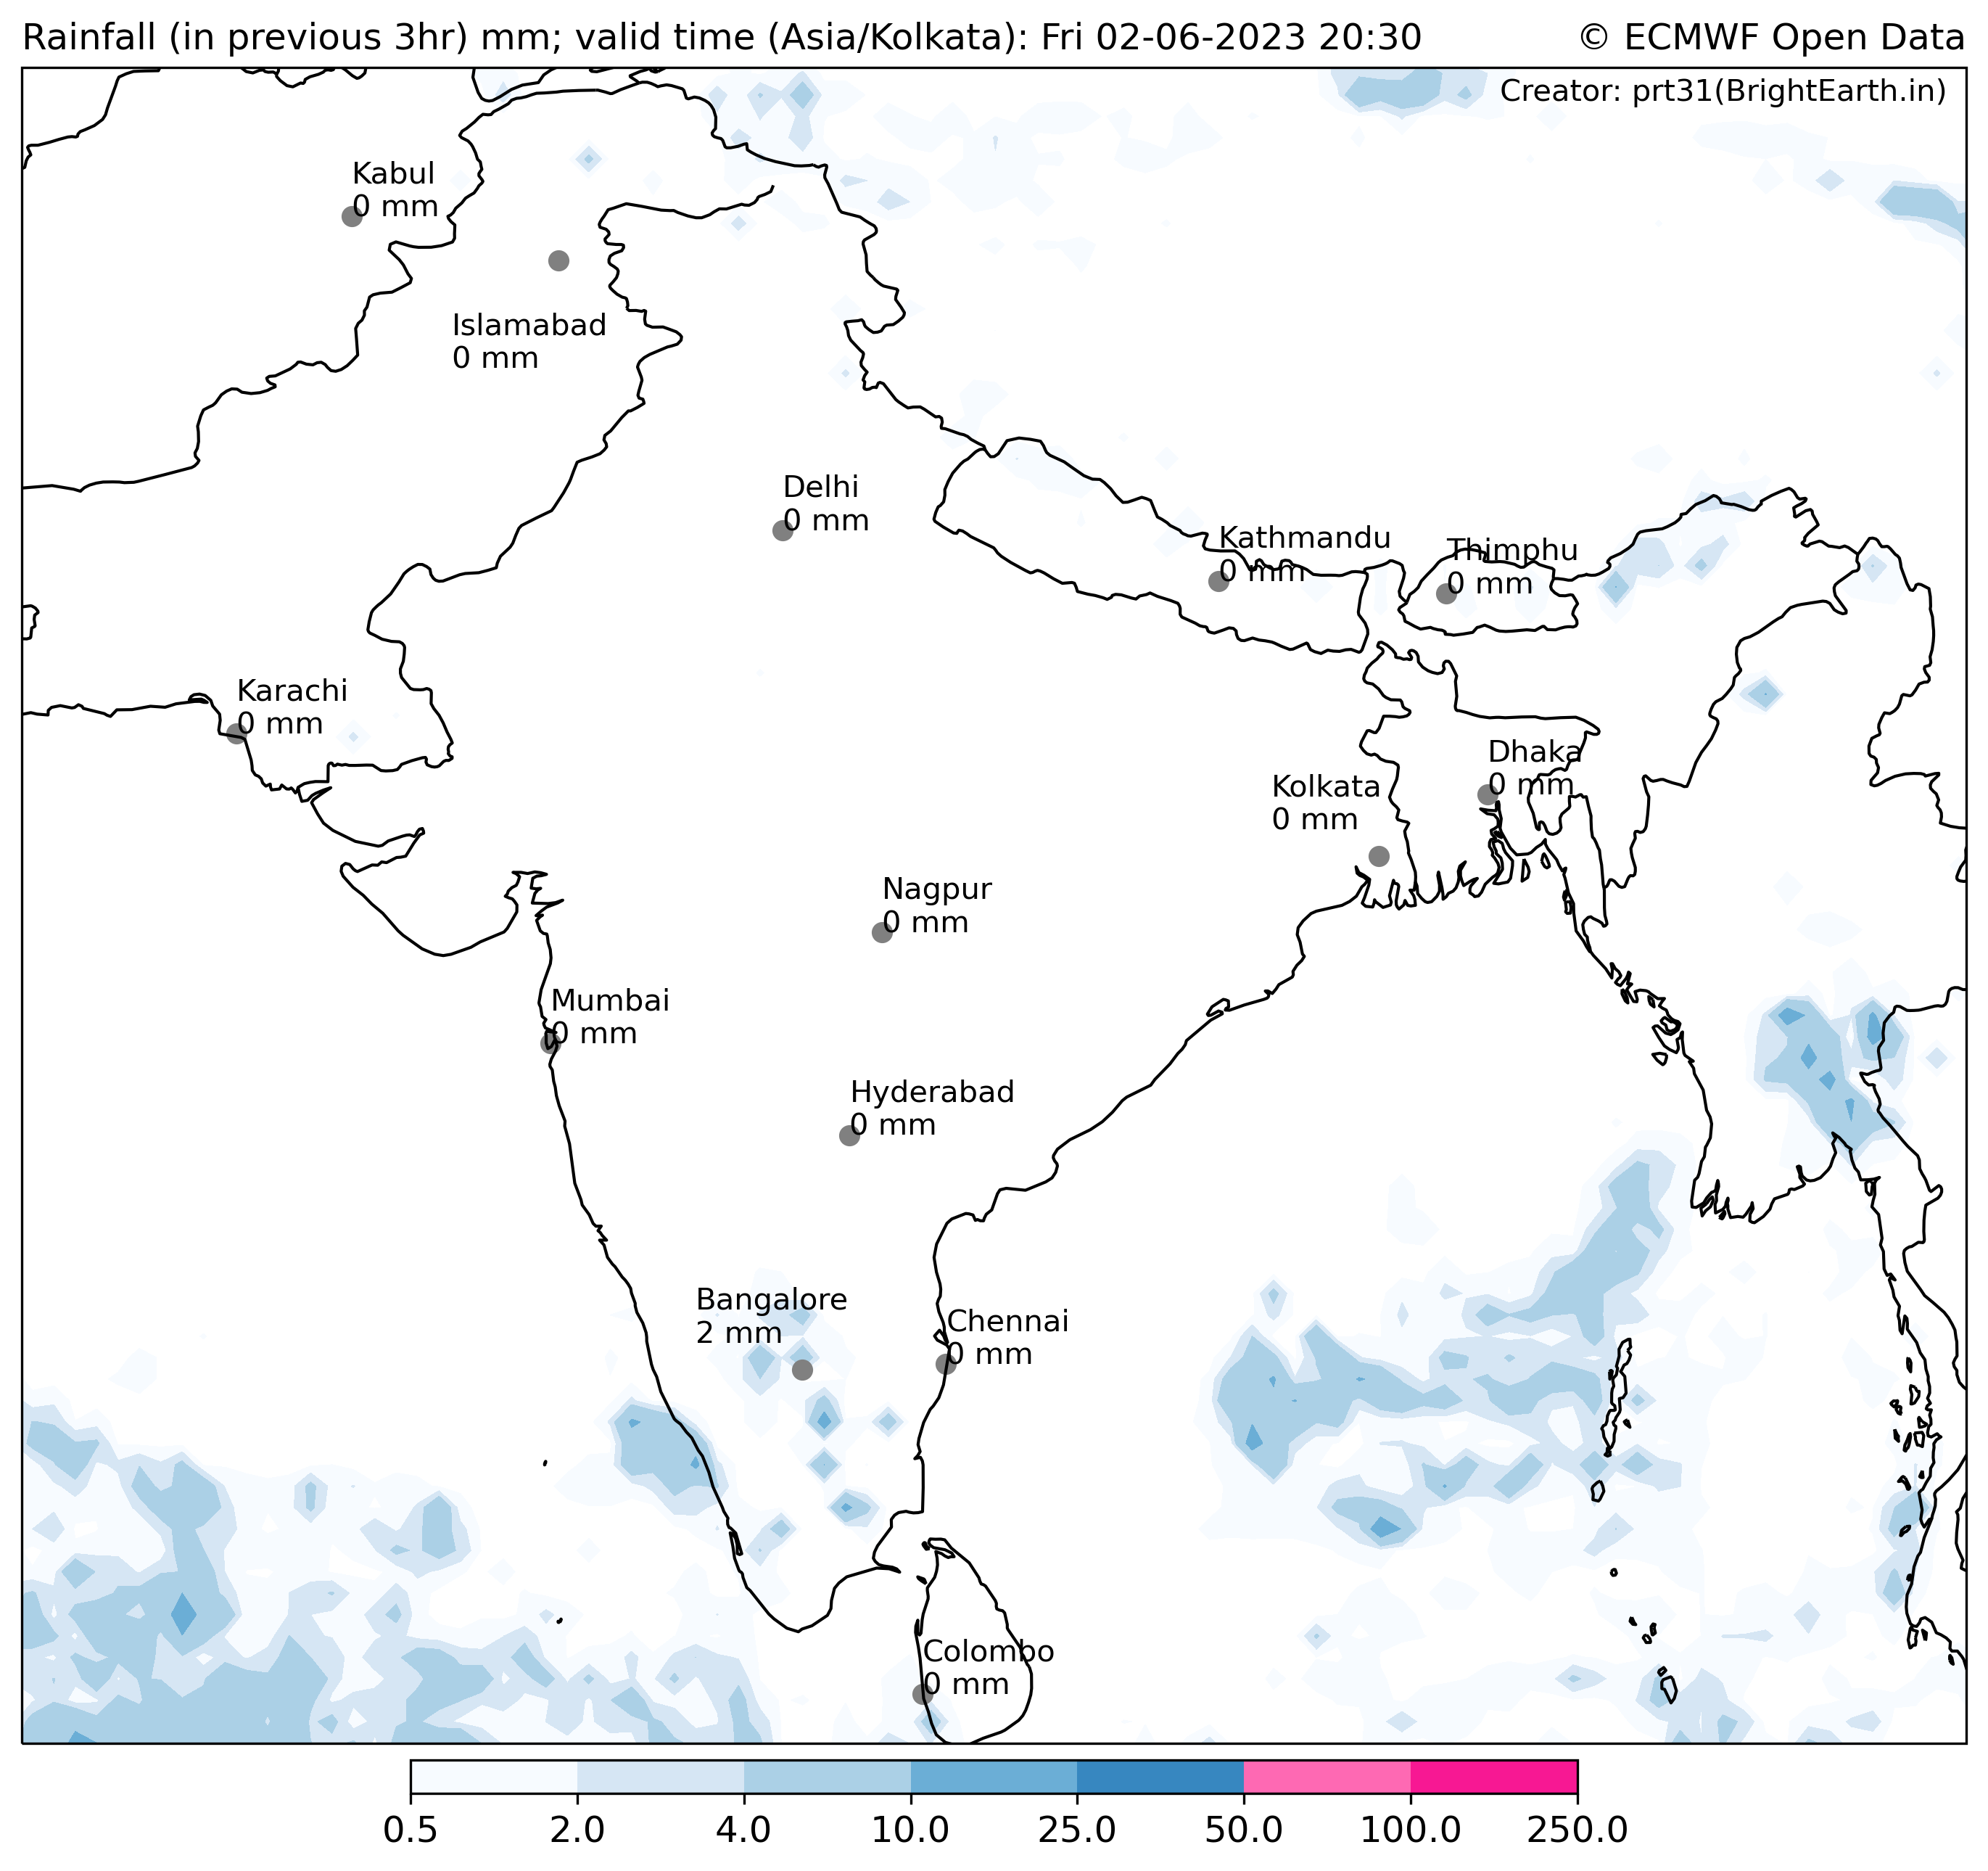 Rainfall (in previous 3hr) mm; valid time (Asia/Kolkata): Fri 02-06-2023 20:30
© ECMWF Open Data
Creator: prt31(BrightEarth.in)
Kabul
0 mm
Islamabad
0 mm
Delhi
0 mm
Kathmandu
0 mm
Thimphu
0 mm
Karachi
0 mm
Dhaka
0 mm
Kolkata
0 mm
Nagpur
0 mm
Mumbai
0 mm
Hyderabad
0 mm
Bangalore
2 mm
Chennai
0 mm
Colombo
0 mm
0.5 2.0 4.0 10.0 25.0 50.0 100.0 250.0